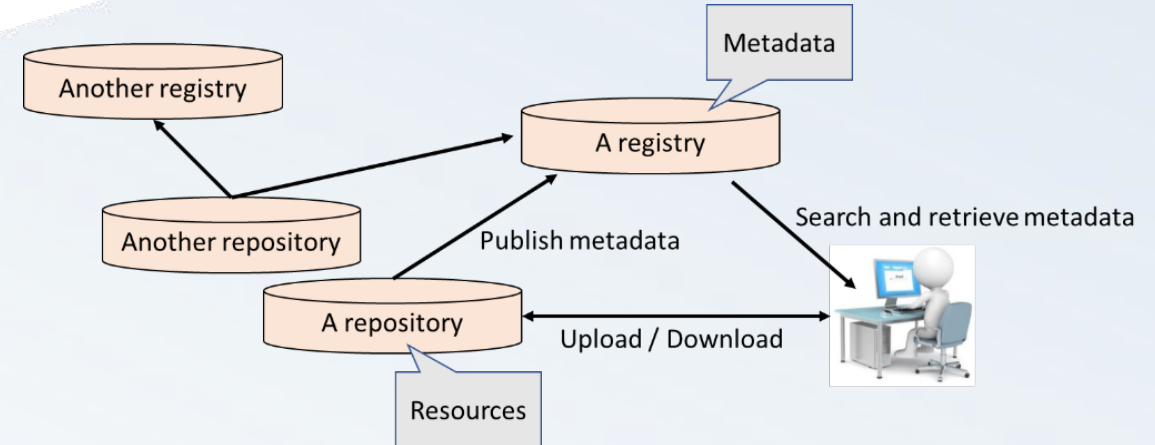 Metadata
Another registry
A registry
Search and retrieve metadata
Another repository
Publish metadata
A repository
Upload / Download
Resources